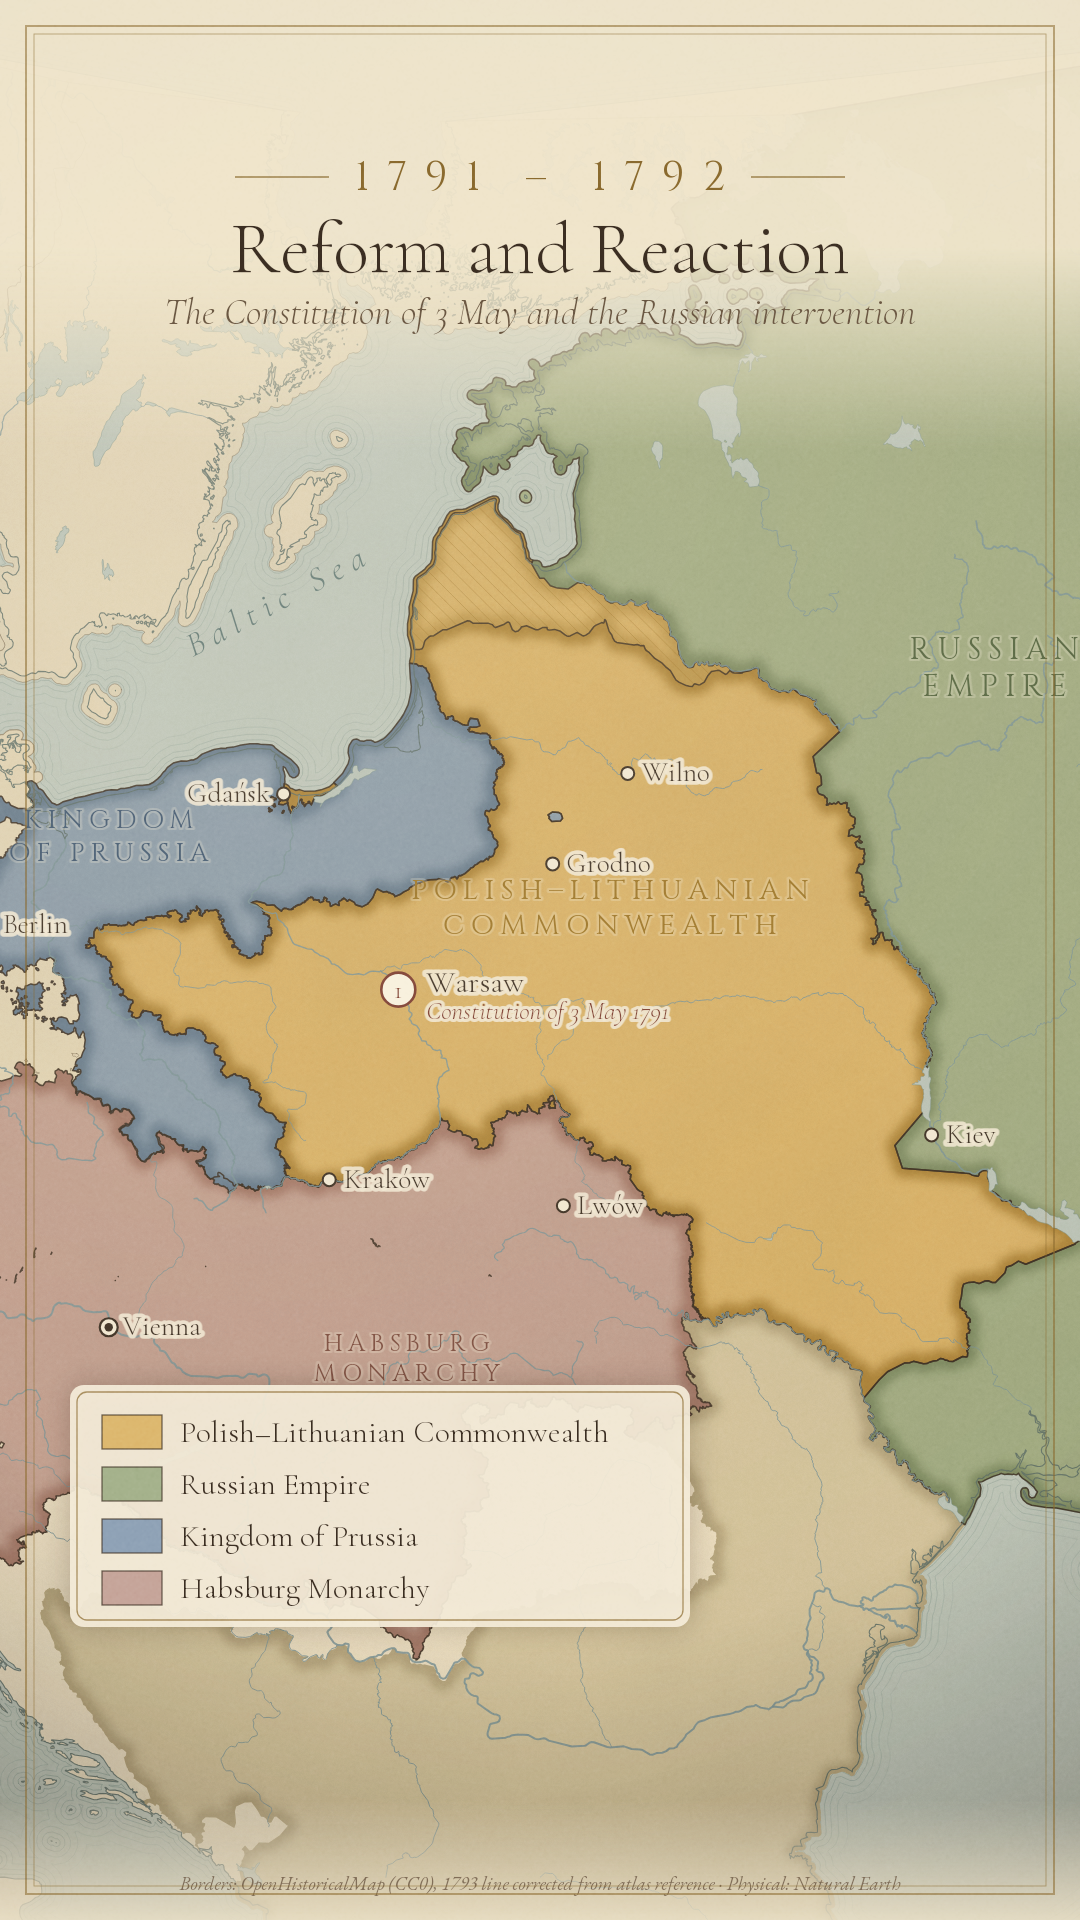 1791 – 1792
Reform and Reaction
The Constitution of 3 May and the Russian intervention
Baltic Sea
RUSSIAN
EMPIRE
Wilno
Gdańsk
KINGDOM
OF PRUSSIA
Grodno
POLISH–LITHUANIAN
COMMONWEALTH
Berlin
1
Warsaw
Constitution of 3 May 1791
Kiev
Kraków
Lwów
Vienna
HABSBURG
MONARCHY
Polish–Lithuanian Commonwealth
Russian Empire
Kingdom of Prussia
Habsburg Monarchy
Borders: OpenHistoricalMap (CC0), 1793 line corrected from atlas reference · Physical: Natural Earth